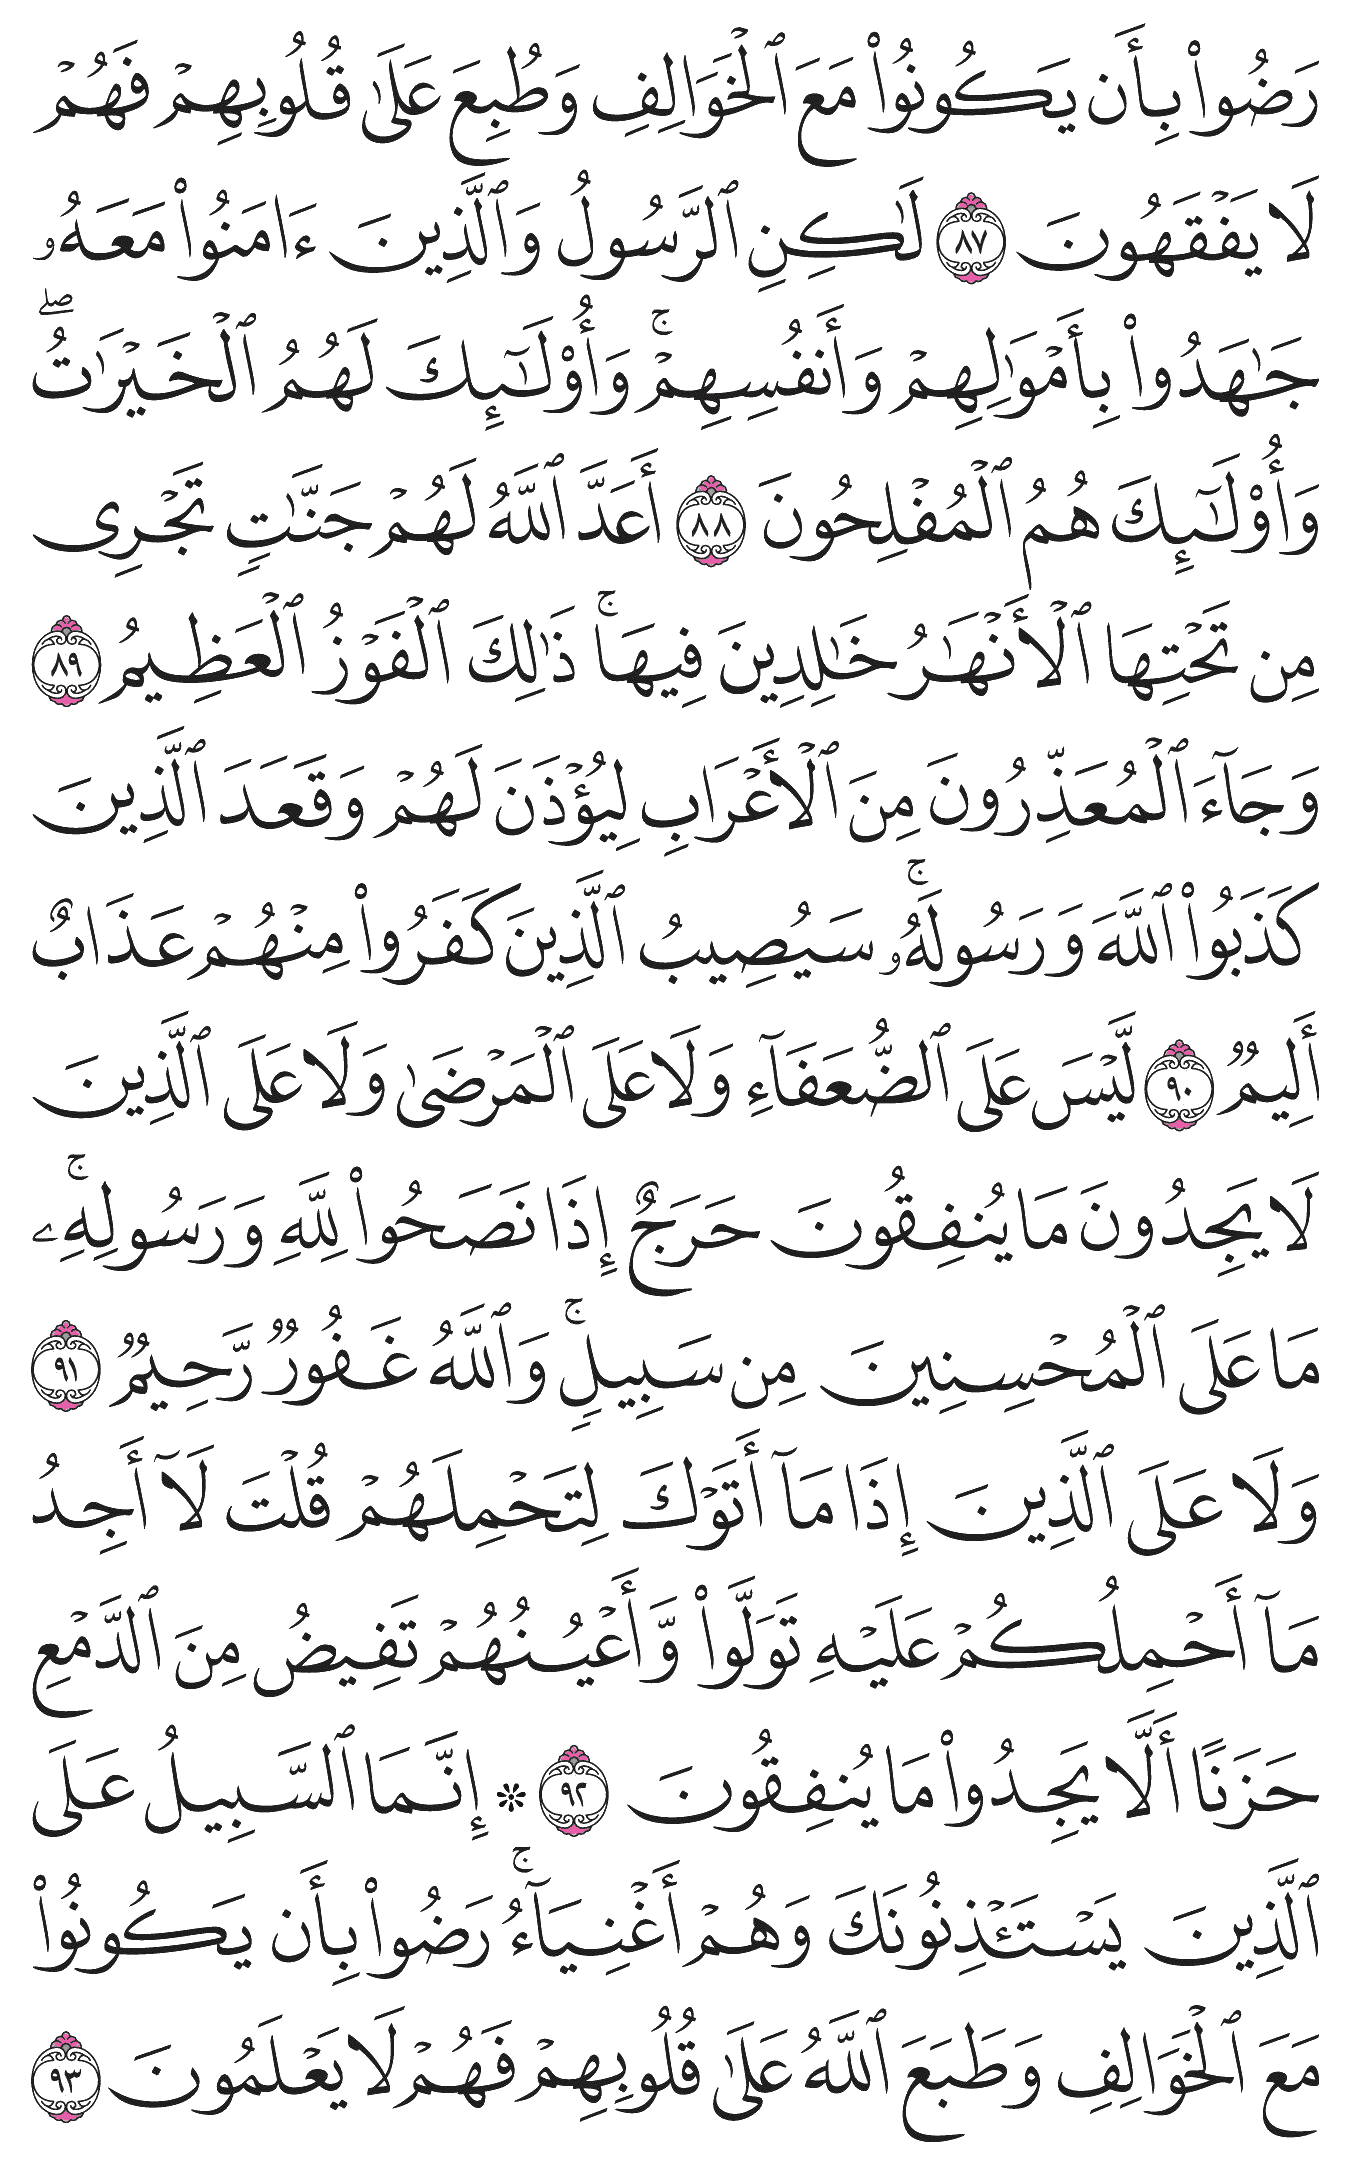 رَضُوا۟ بِأَن يَكُونُوا۟ مَعَ ٱلْخَوَالِفِ وَطُبِعَ عَلَىٰ قُلُوبِهِمْ فَهُمْ
لَا يَفْقَهُونَ ٨٧ لَٰكِنِ ٱلرَّسُولُ وَٱلَّذِينَ ءَامَنُوا۟ مَعَهُۥ
جَٰهَدُوا۟ بِأَمْوَٰلِهِمْ وَأَنفُسِهِمْ ۚ وَأُو۟لَٰٓئِكَ لَهُمُ ٱلْخَيْرَٰتُ ۖ
وَأُو۟لَٰٓئِكَ هُمُ ٱلْمُفْلِحُونَ ٨٨ أَعَدَّ ٱللَّهُ لَهُمْ جَنَّٰتٍ تَجْرِى
مِن تَحْتِهَا ٱلْأَنْهَٰرُ خَٰلِدِينَ فِيهَا ۚ ذَٰلِكَ ٱلْفَوْزُ ٱلْعَظِيمُ ٨٩
وَجَآءَ ٱلْمُعَذِّرُونَ مِنَ ٱلْأَعْرَابِ لِيُؤْذَنَ لَهُمْ وَقَعَدَ ٱلَّذِينَ
كَذَبُوا۟ ٱللَّهَ وَرَسُولَهُۥ ۚ سَيُصِيبُ ٱلَّذِينَ كَفَرُوا۟ مِنْهُمْ عَذَابٌ
أَلِيمٌ ٩٠ لَّيْسَ عَلَى ٱلضُّعَفَآءِ وَلَا عَلَى ٱلْمَرْضَىٰ وَلَا عَلَى ٱلَّذِينَ
لَا يَجِدُونَ مَا يُنفِقُونَ حَرَجٌ إِذَا نَصَحُوا۟ لِلَّهِ وَرَسُولِهِۦ ۚ
مَا عَلَى ٱلْمُحْسِنِينَ مِن سَبِيلٍ ۚ وَٱللَّهُ غَفُورٌ رَّحِيمٌ ٩١
وَلَا عَلَى ٱلَّذِينَ إِذَا مَآ أَتَوْكَ لِتَحْمِلَهُمْ قُلْتَ لَآ أَجِدُ
مَآ أَحْمِلُكُمْ عَلَيْهِ تَوَلَّوا۟ وَّأَعْيُنُهُمْ تَفِيضُ مِنَ ٱلدَّمْعِ
حَزَنًا أَلَّا يَجِدُوا۟ مَا يُنفِقُونَ ٩٢ ۞ إِنَّمَا ٱلسَّبِيلُ عَلَى
ٱلَّذِينَ يَسْتَـْٔذِنُونَكَ وَهُمْ أَغْنِيَآءُ ۚ رَضُوا۟ بِأَن يَكُونُوا۟
مَعَ ٱلْخَوَالِفِ وَطَبَعَ ٱللَّهُ عَلَىٰ قُلُوبِهِمْ فَهُمْ لَا يَعْلَمُونَ ٩٣